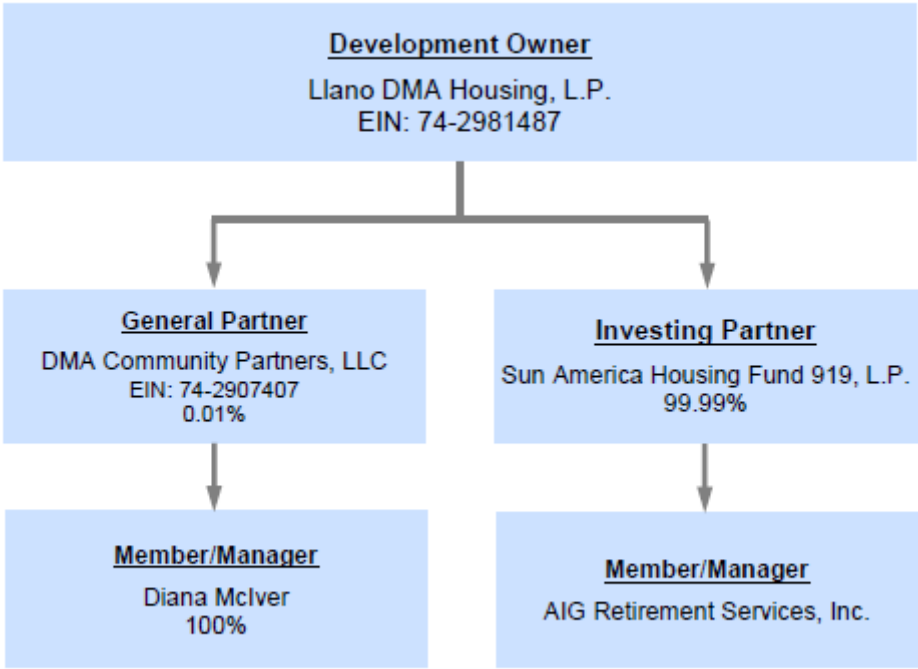 Development Owner
Llano DMA Housing, L.P.
EIN: 74-2981487
General Partner
DMA Community Partners, LLC
EIN: 74-2907407
0.01%
Investing Partner
Sun America Housing Fund 919, L.P.
99.99%
Member/Manager
Diana McIver
100%
Member/Manager
AIG Retirement Services, Inc.